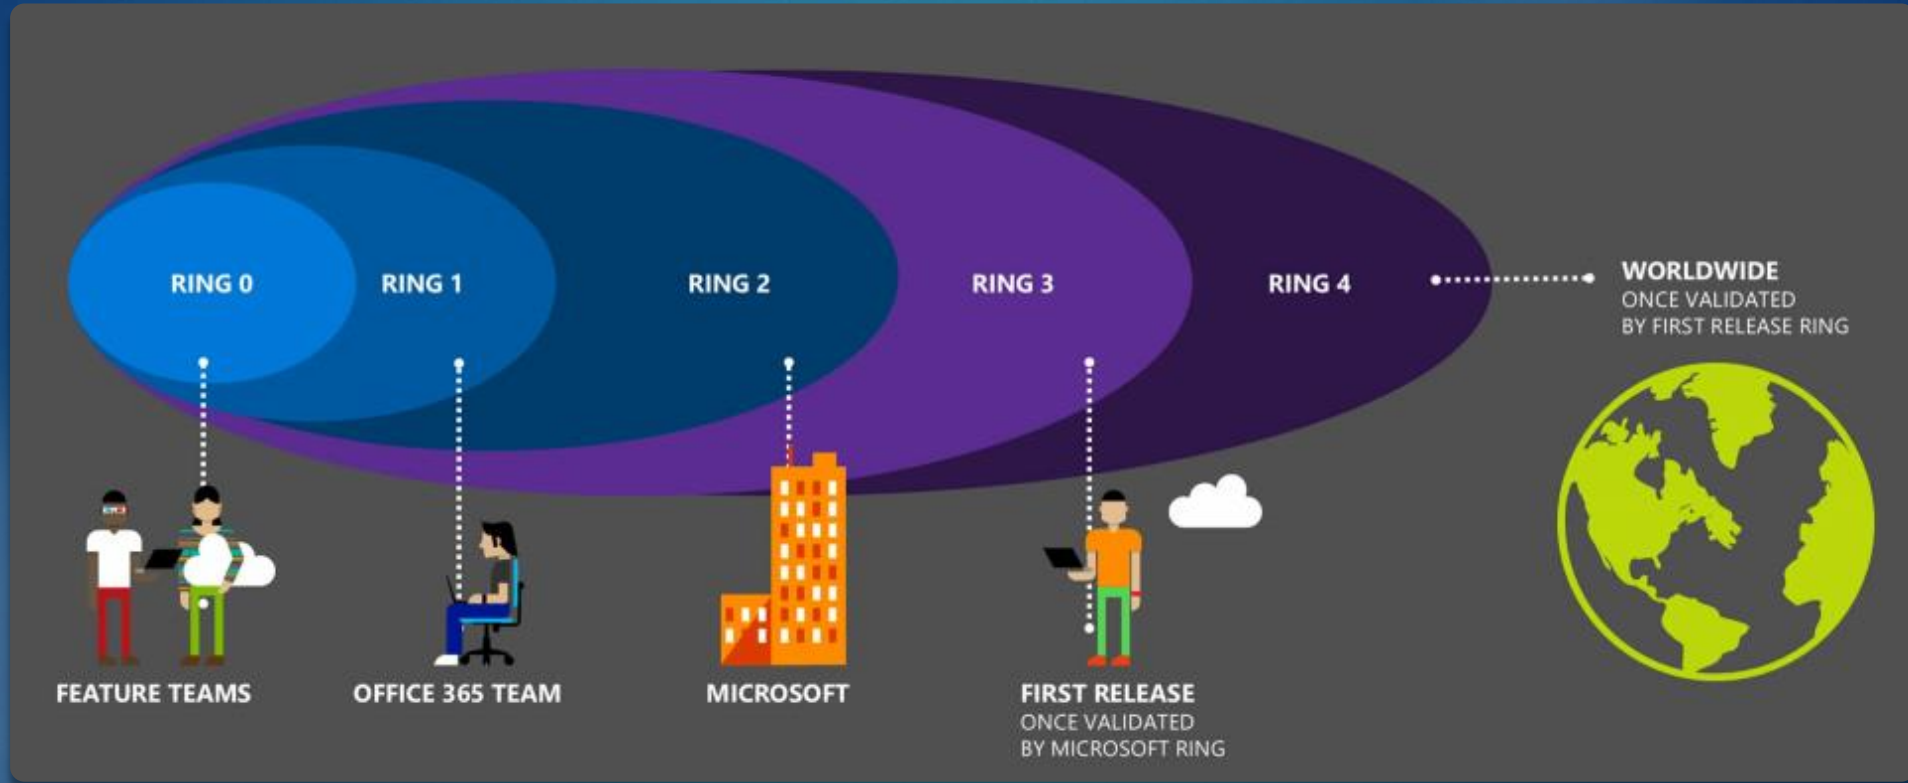 RING 0
RING 1
RING 2
RING 3
RING 4
WORLDWIDE
ONCE VALIDATED
BY FIRST RELEASE RING
FEATURE TEAMS
OFFICE 365 TEAM
MICROSOFT
FIRST RELEASE
ONCE VALIDATED
BY MICROSOFT RING